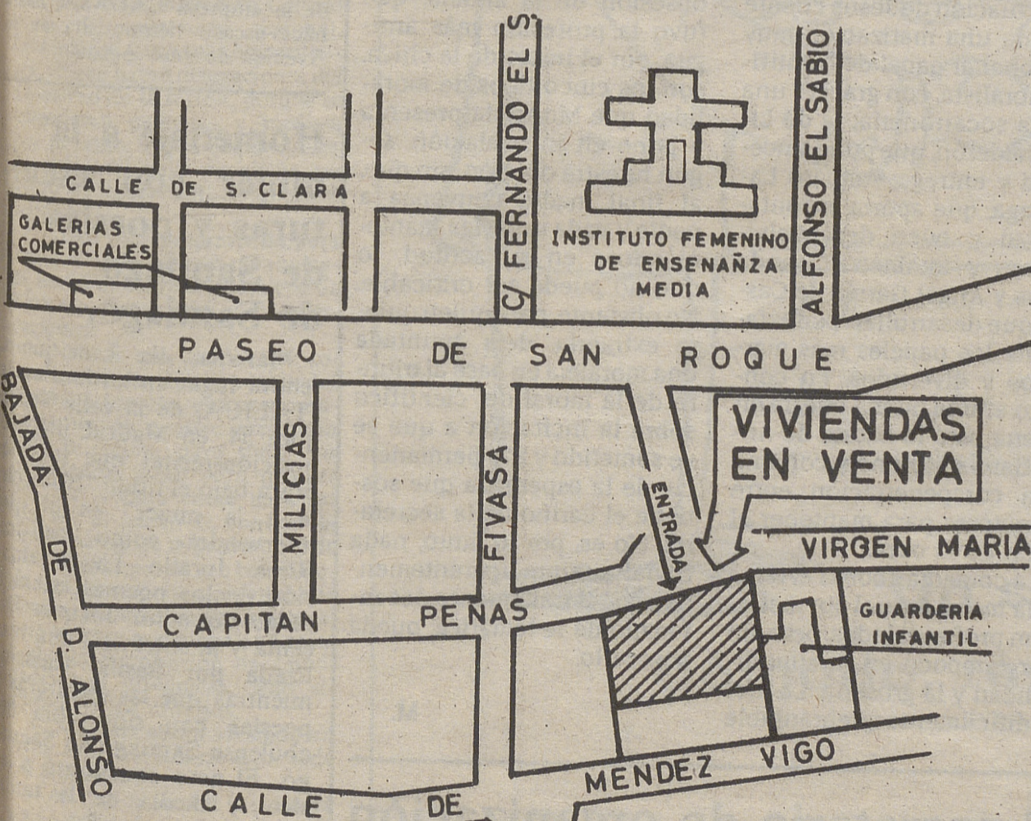 C/ FERNANDO EL S
ALFONSO EL SABIO
CALLE DE S. CLARA
GALERIAS
COMERCIALES
INSTITUTO FEMENINO
DE ENSENAÑZA
MEDIA
PASEO DE SAN ROQUE
BAJADA DE D. ALONSO
MILICIAS
FIVASA
VIVIENDAS
EN VENTA
ENTRADA
VIRGEN MARIA
CAPITAN PEÑAS
GUARDERIA
INFANTIL
CALLE DE MENDEZ VIGO